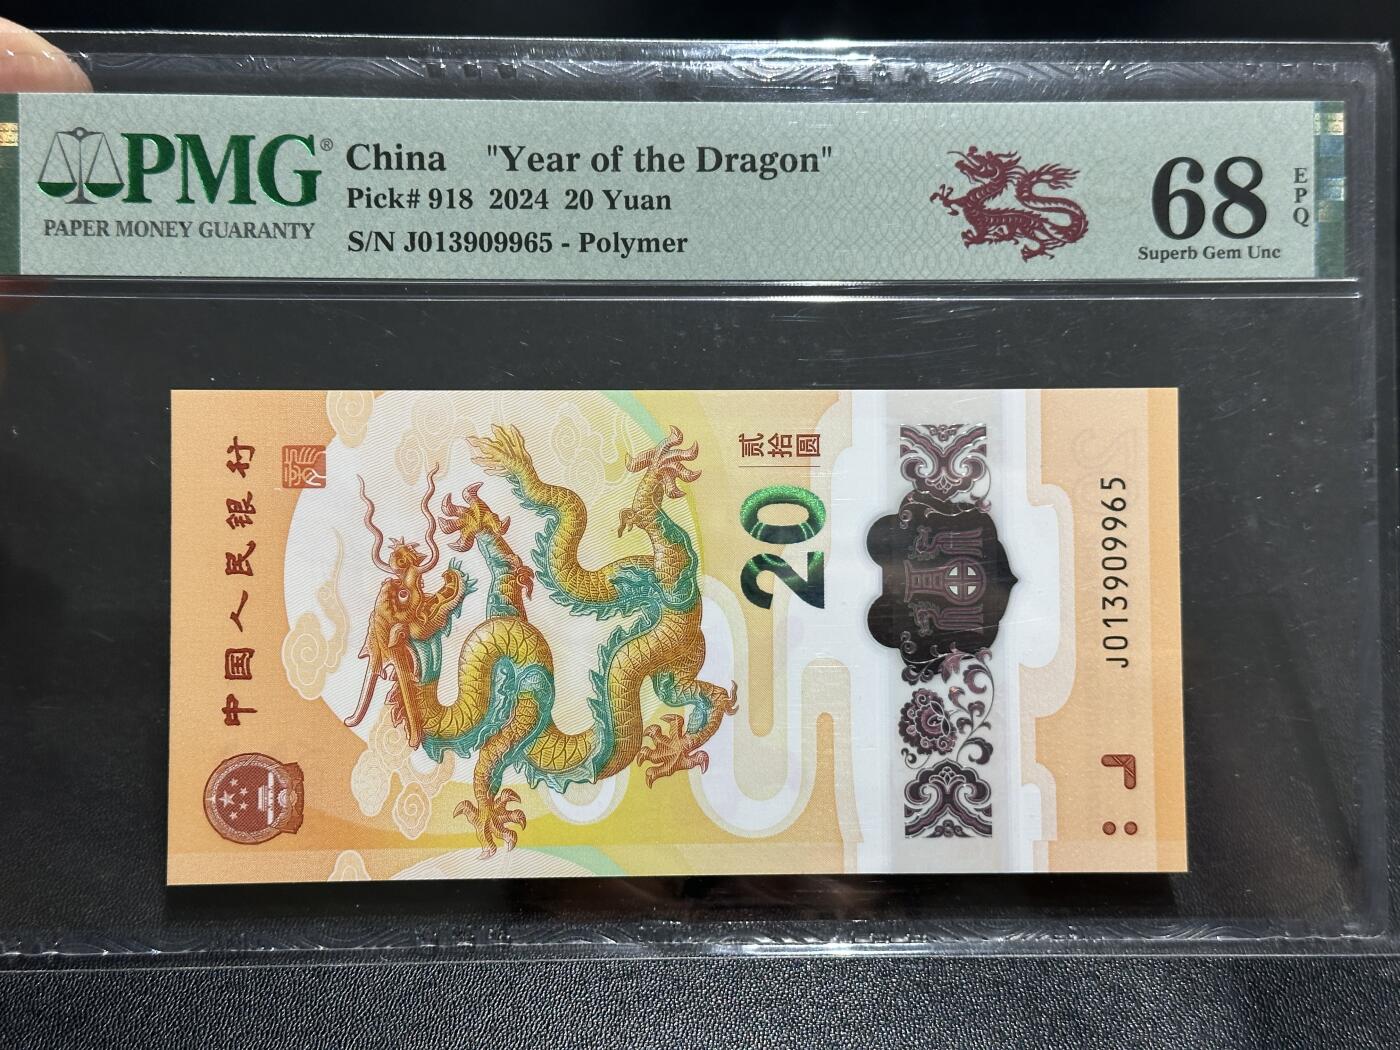 PMG®
PAPER MONEY GUARANTY
China "Year of the Dragon"
Pick# 918 2024 20 Yuan
S/N J013909965 - Polymer
68
EPQ
Superb Gem Unc
中国人民银行
贰拾圆
20
J013909965